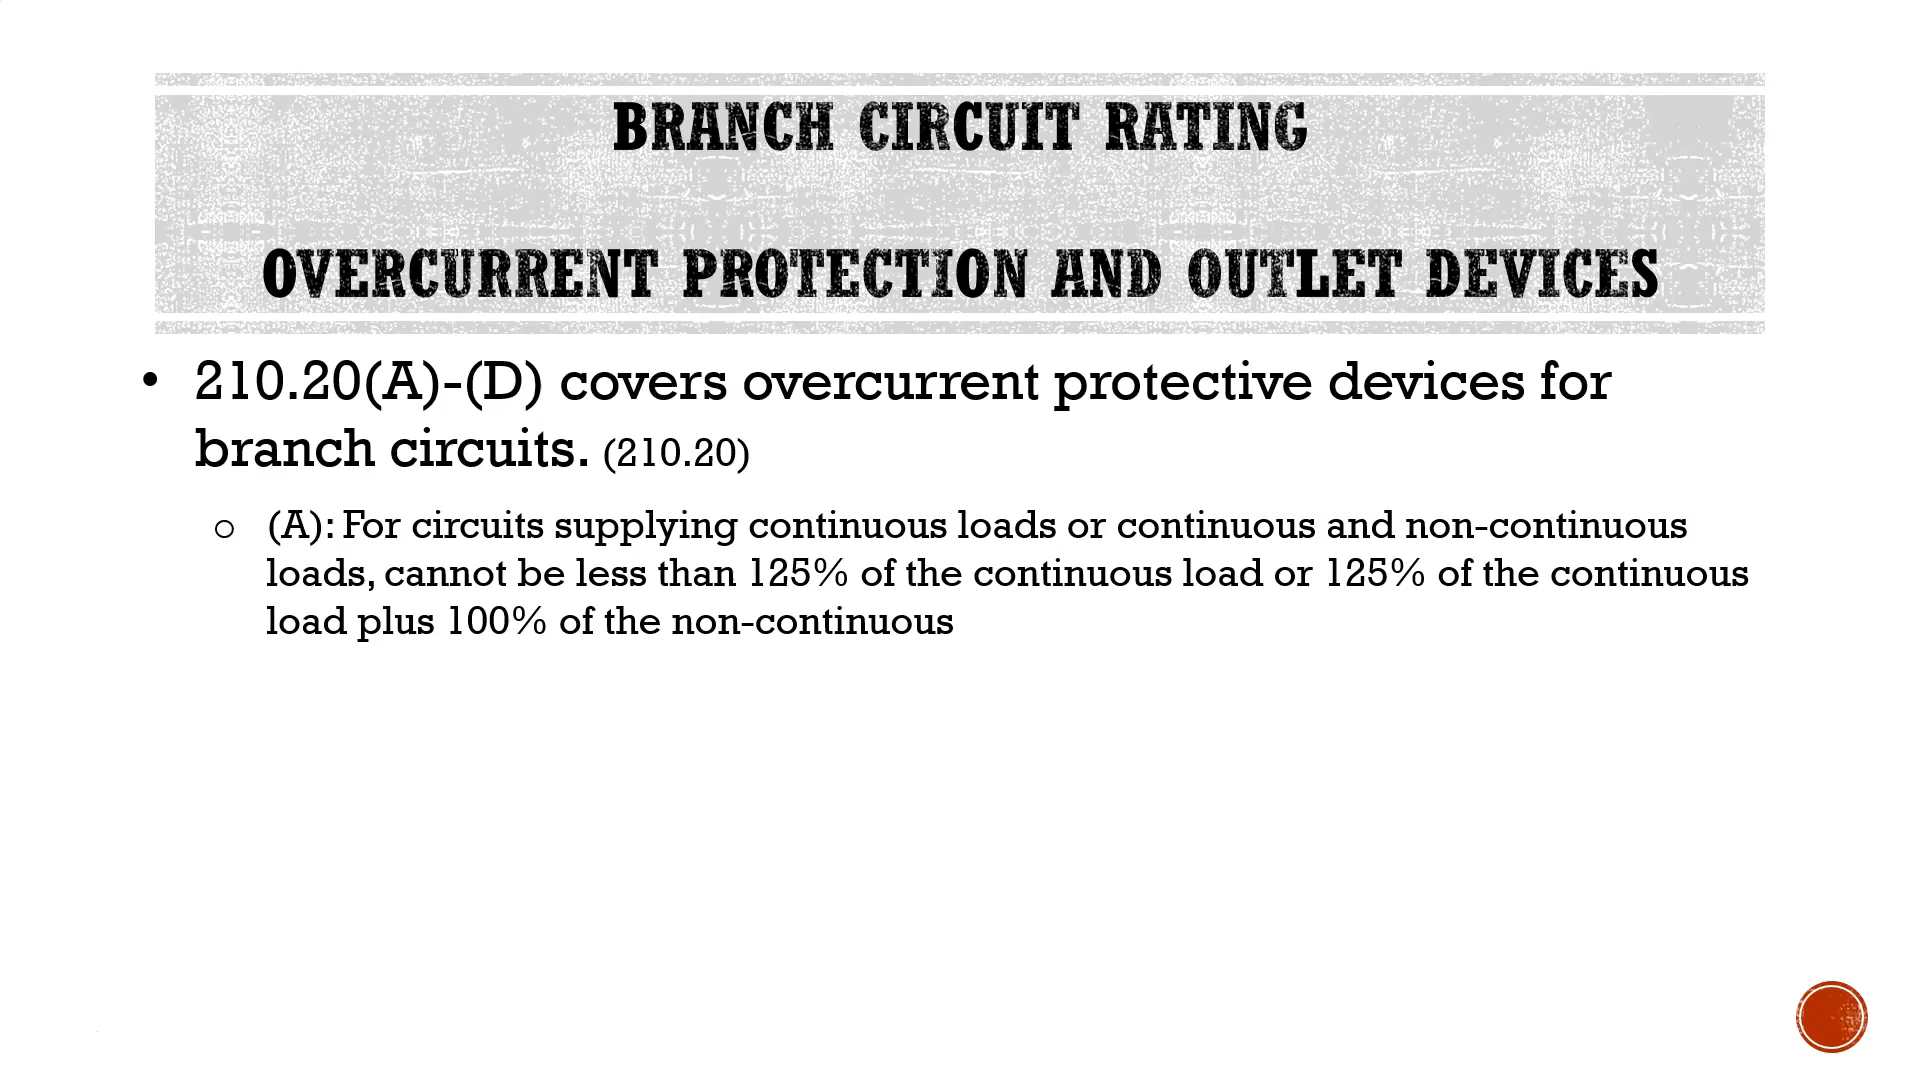 BRANCH CIRCUIT RATING
OVERCURRENT PROTECTION AND OUTLET DEVICES
• 210.20(A)-(D) covers overcurrent protective devices for
branch circuits. (210.20)
o (A): For circuits supplying continuous loads or continuous and non-continuous
loads, cannot be less than 125% of the continuous load or 125% of the continuous
load plus 100% of the non-continuous